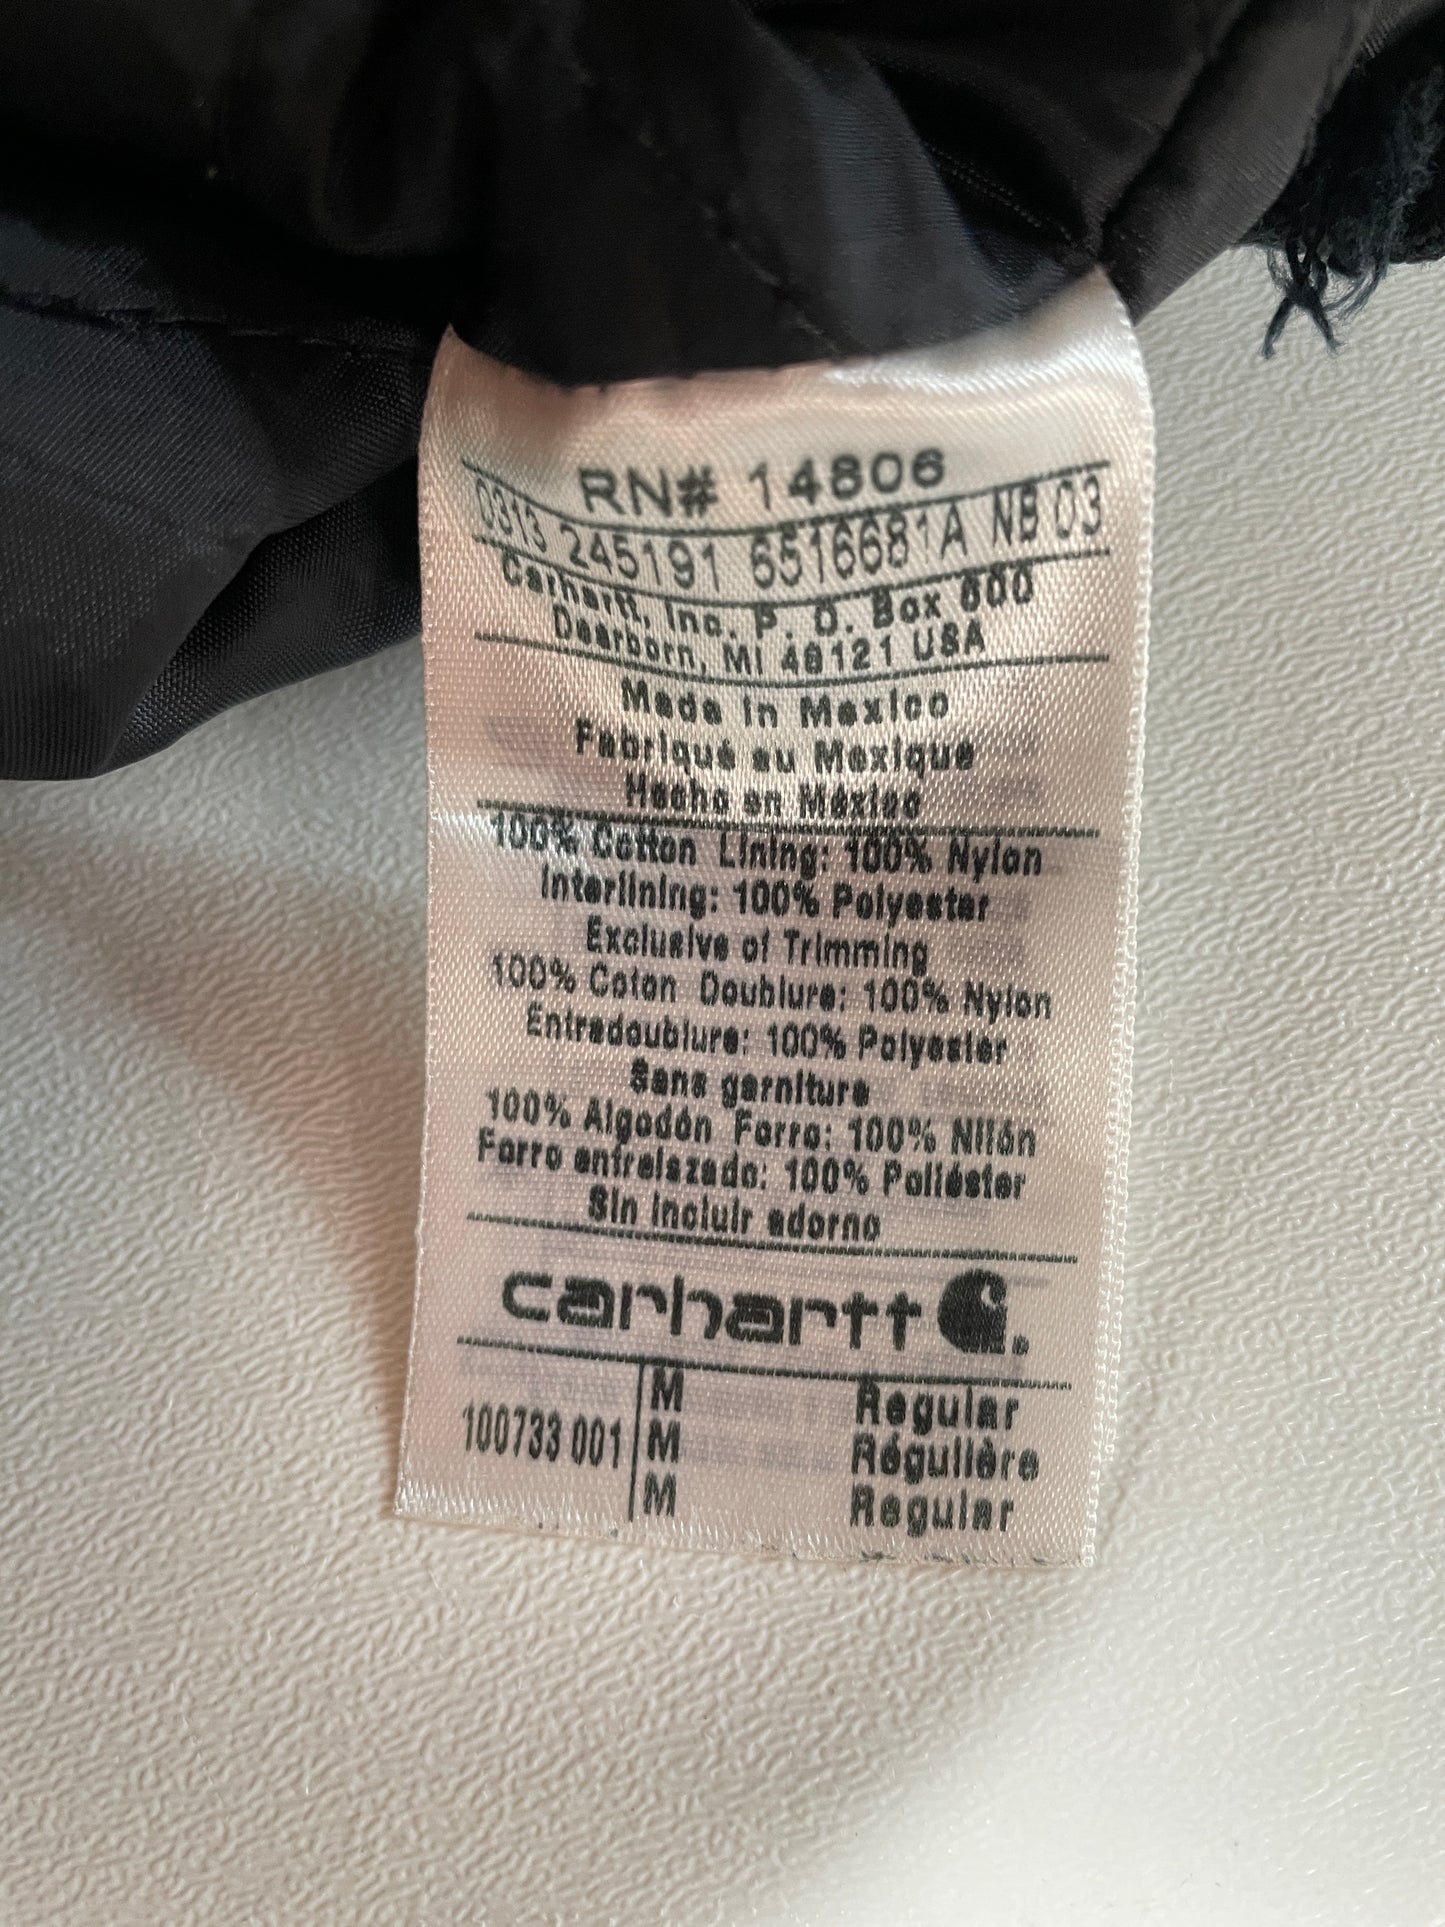 RN# 14806
0313 245191 6516681A NB 03
Carhartt, Inc. P. O. Box 600
Dearborn, MI 48121 USA
Made in Mexico
Fabriqué au Mexique
Hecho en México
100% Cotton Lining: 100% Nylon
Interlining: 100% Polyester
Exclusive of Trimming
100% Coton Doublure: 100% Nylon
Entredoublure: 100% Polyester
Sans garniture
100% Algodón Forro: 100% Nilón
Forro entrelazado: 100% Poliéster
Sin incluir adorno
carhartt
100733 001
M Regular
M Régulière
M Regular